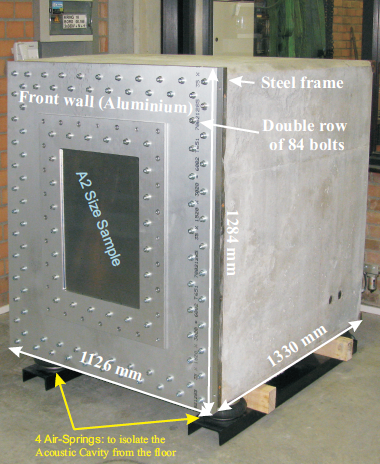 Steel frame
Front wall (Aluminium)
Double row
of 84 bolts
A2 Size Sample
1284 mm
1126 mm
1330 mm
4 Air-Springs: to isolate the
Acoustic Cavity from the floor